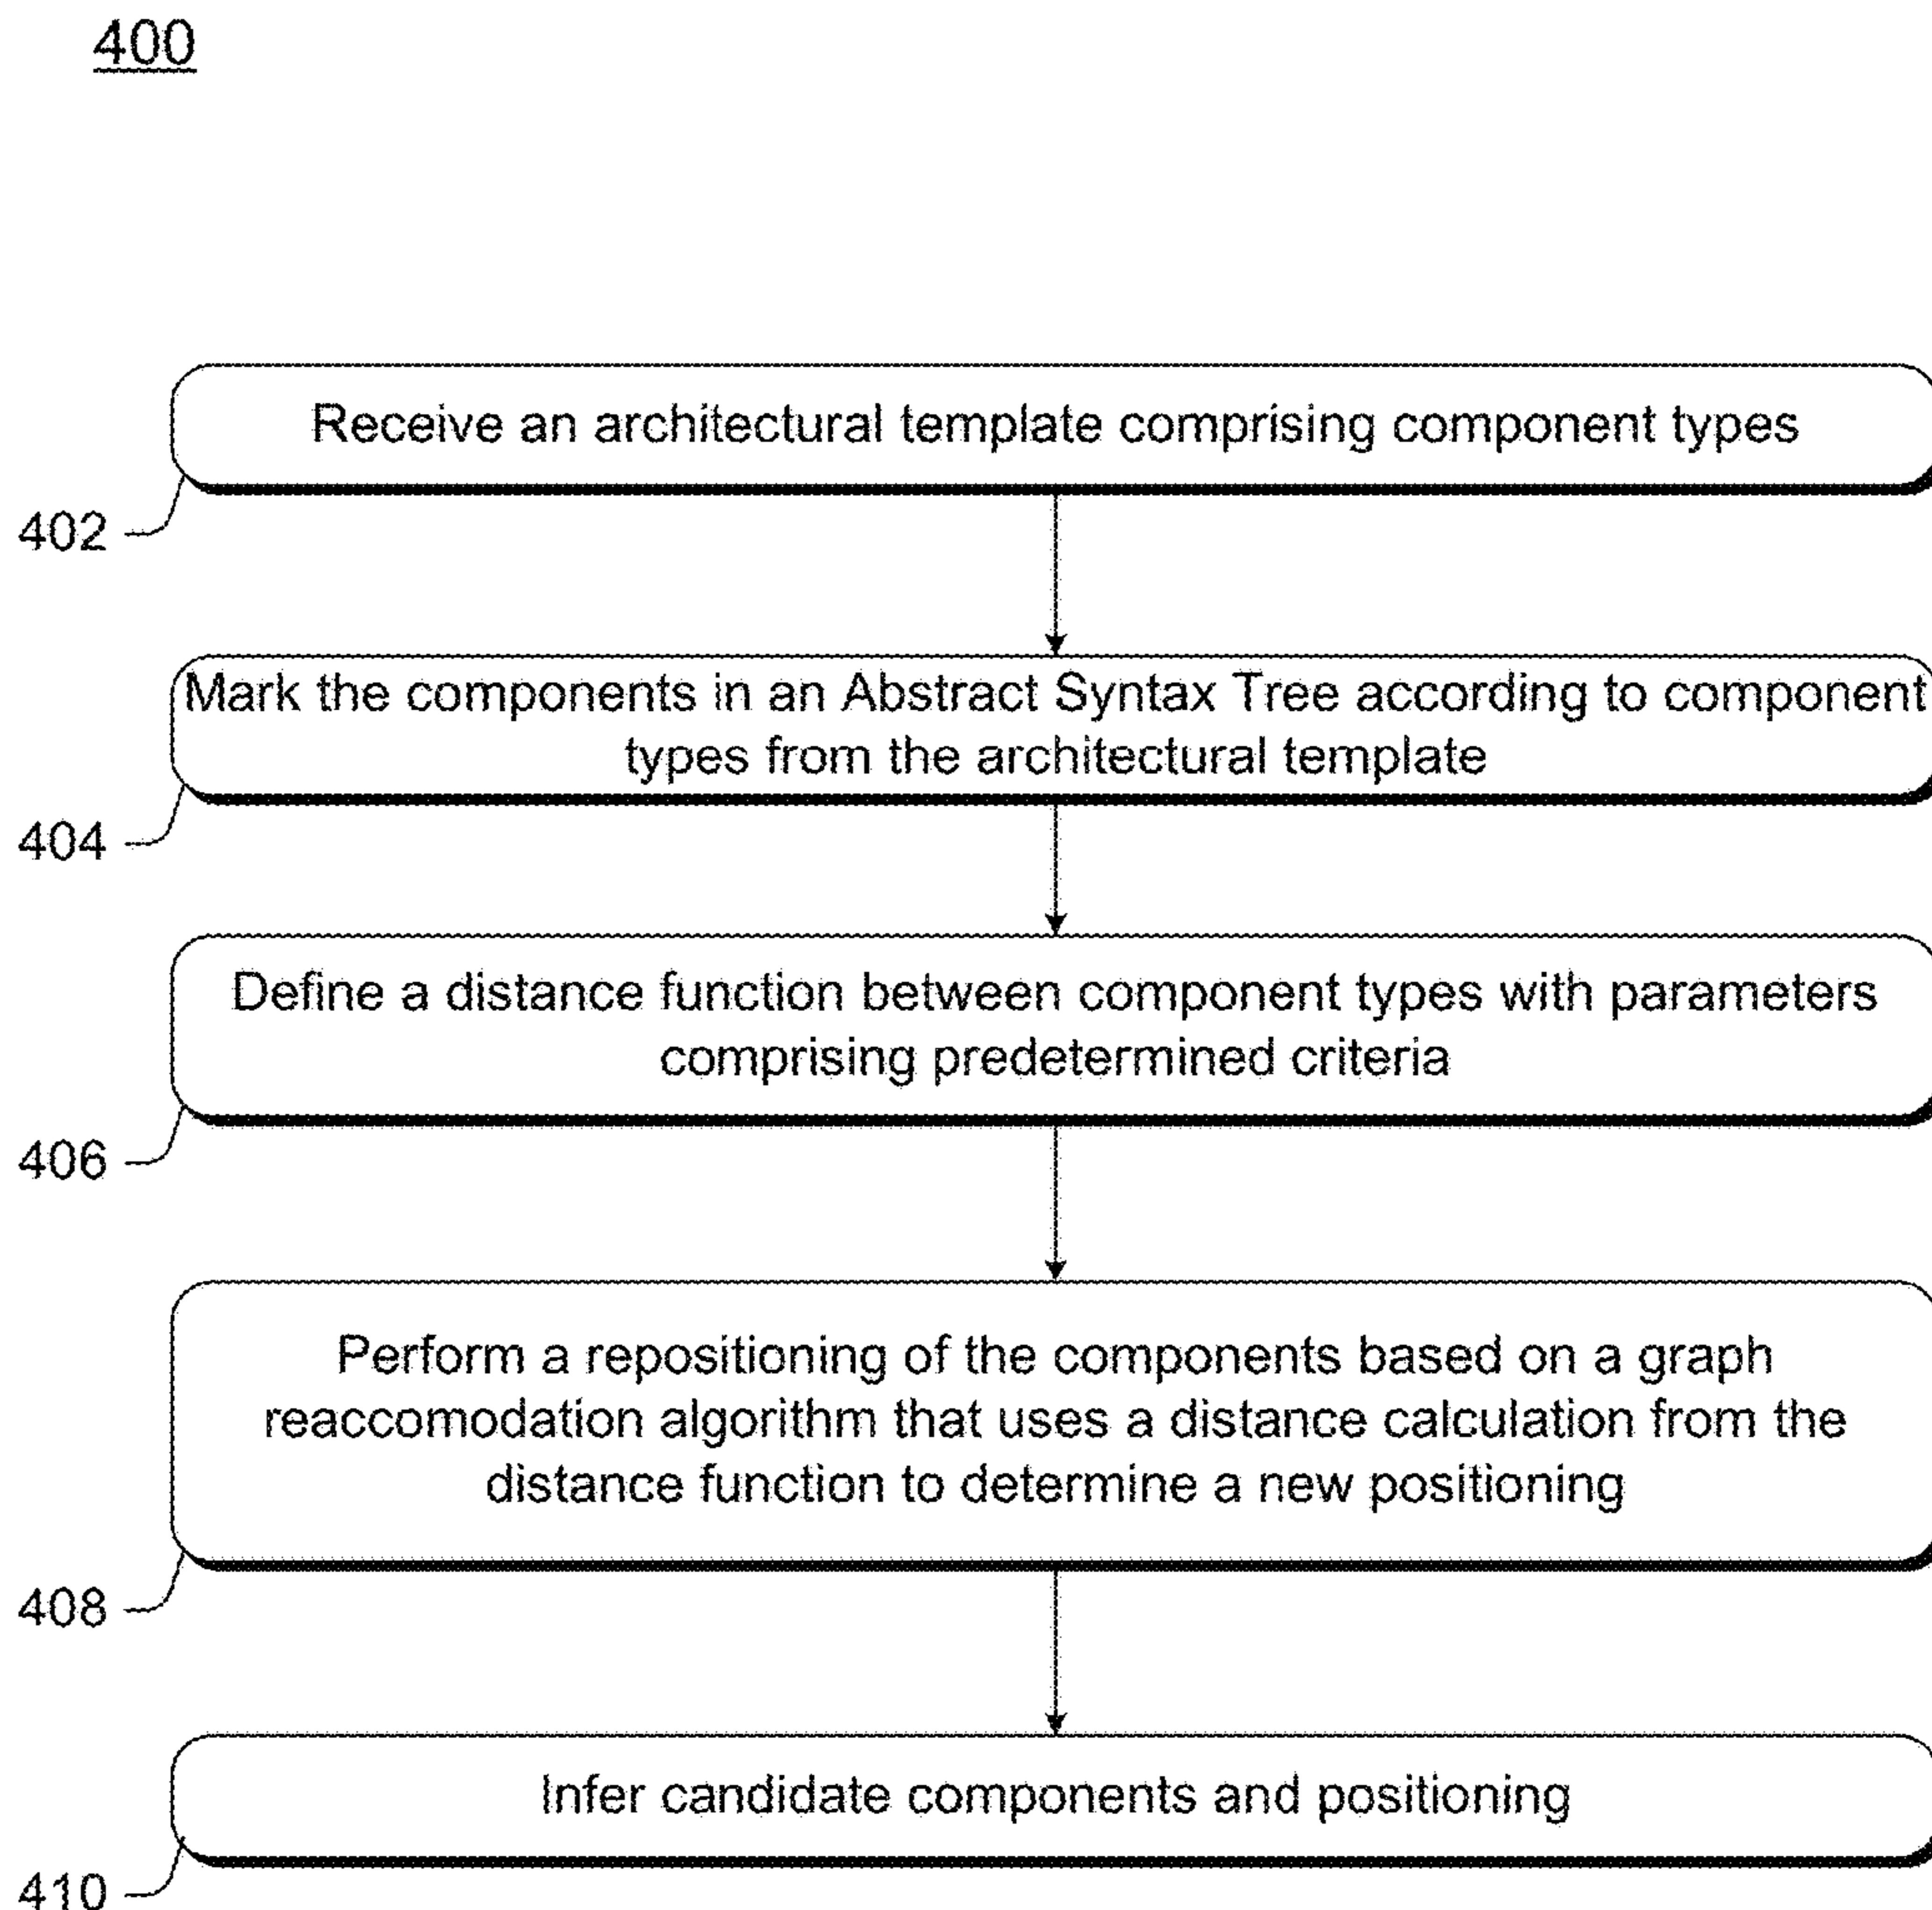 400
Receive an architectural template comprising component types
402
Mark the components in an Abstract Syntax Tree according to component
types from the architectural template
404
Define a distance function between component types with parameters
comprising predetermined criteria
406
Perform a repositioning of the components based on a graph
reaccomodation algorithm that uses a distance calculation from the
distance function to determine a new positioning
408
Infer candidate components and positioning
410